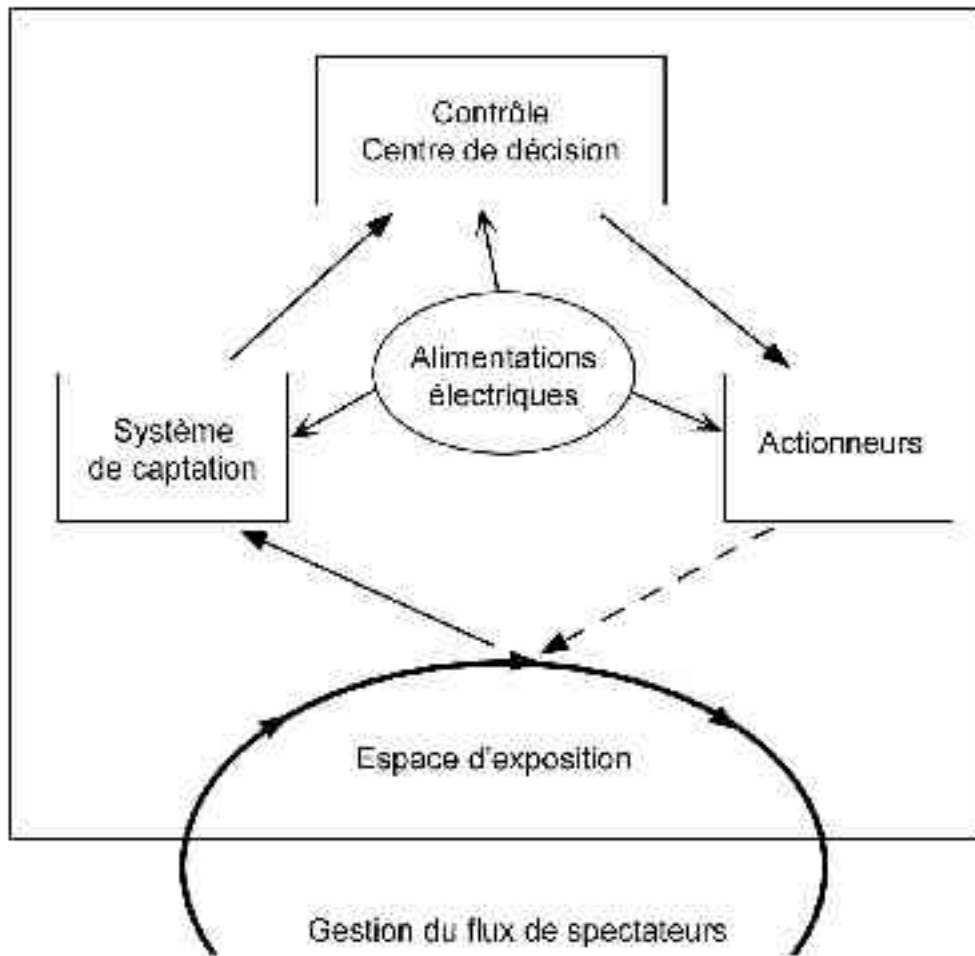 Contrôle
Centre de décision
Alimentations
électriques
Système
de captation
Actionneurs
Espace d'exposition
Gestion du flux de spectateurs